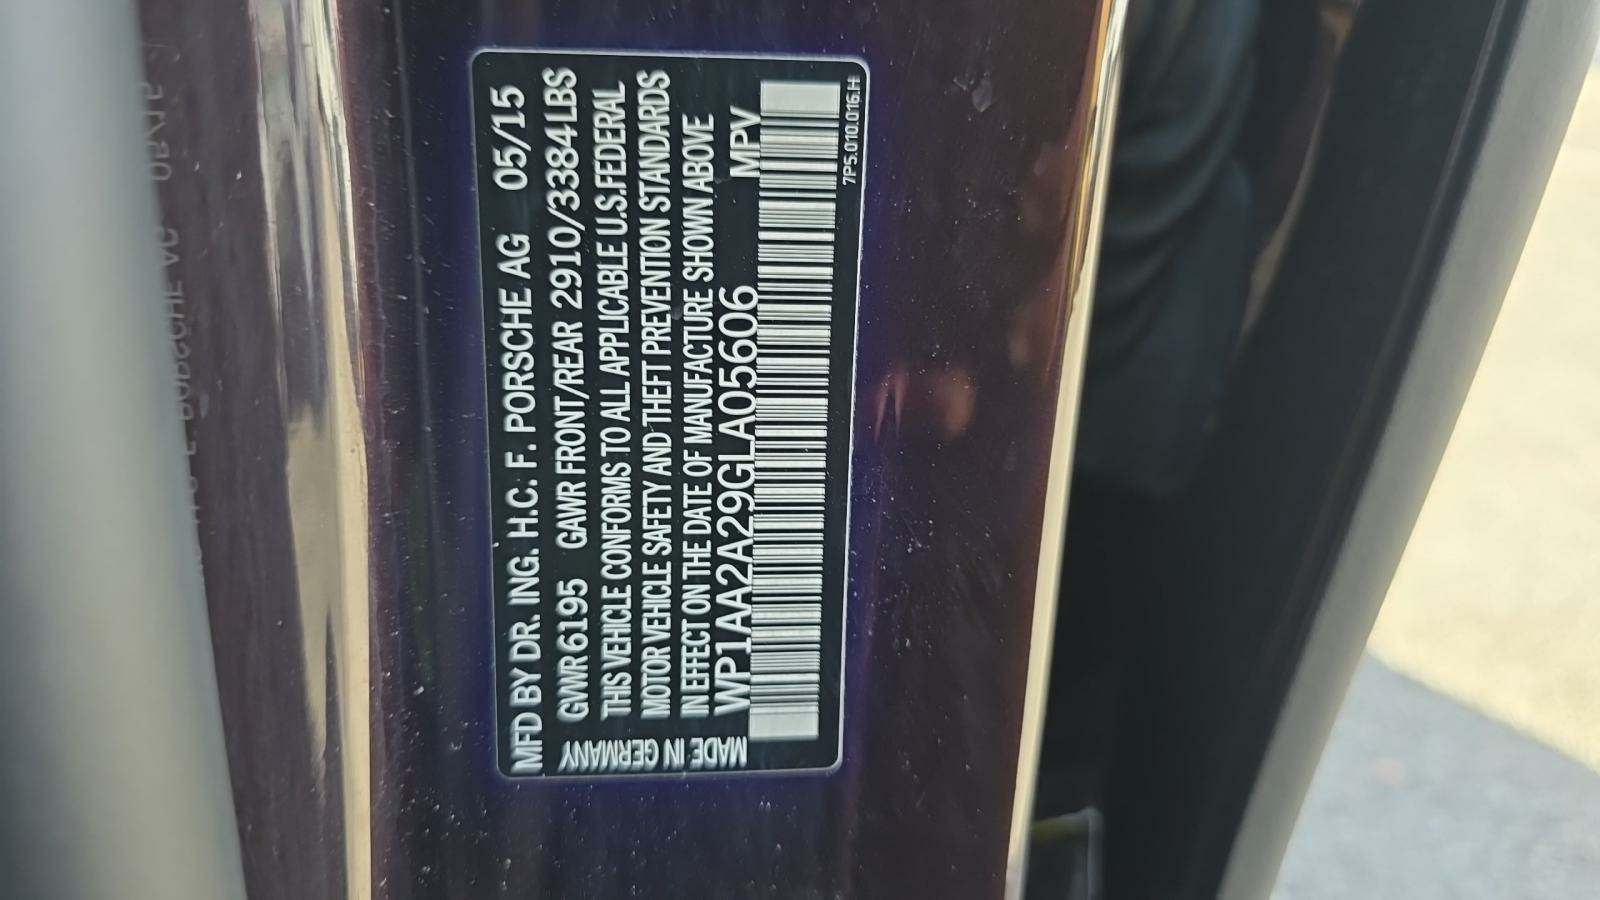 MFD BY DR. ING. H.C. F. PORSCHE AG 05/15
GVWR 6195 GAWR FRONT/REAR 2910/3384LBS
THIS VEHICLE CONFORMS TO ALL APPLICABLE U.S.FEDERAL
MOTOR VEHICLE SAFETY AND THEFT PREVENTION STANDARDS
IN EFFECT ON THE DATE OF MANUFACTURE SHOWN ABOVE
WP1AA2A29GLA05606 MPV
MADE IN GERMANY
7P5.010.016.H